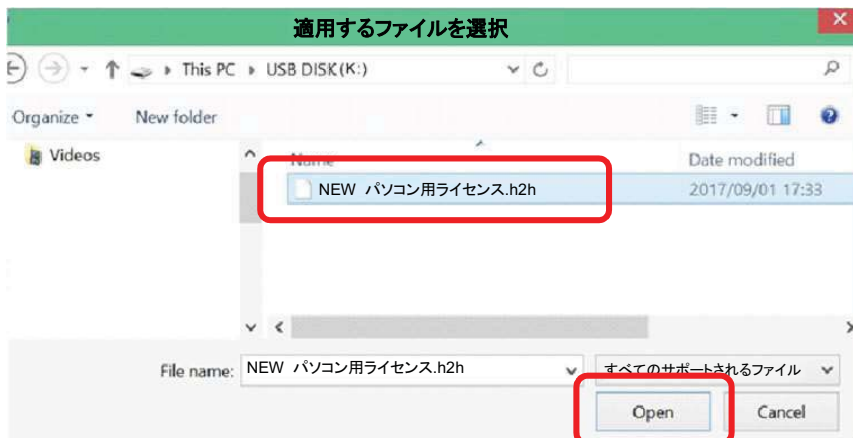 適用するファイルを選択
This PC USB DISK(K:)
Organize New folder
Videos
Name Date modified
NEW パソコン用ライセンス.h2h 2017/09/01 17:33
File name: NEW パソコン用ライセンス.h2h すべてのサポートされるファイル
Open Cancel